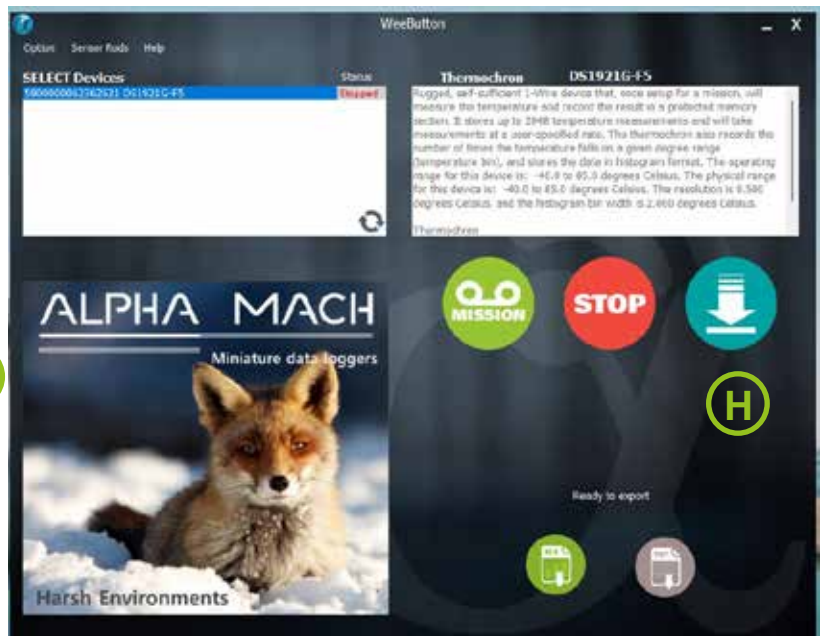 WeeButton
_ X
Option Sensor Roids Help
SELECT Devices Status
DS1921G-F5 Stopped
Thermochron DS1921G-F5
Rugged, self-sufficient 1-Wire device that, once setup for a mission, will
measure the temperature and record the result in a protected memory
section. It stores up to 2048 temperature measurements and will take
measurements at a user-specified rate. The thermochron also records the
number of times the temperature falls on a given degree range
(temperature bin), and stores the data in histogram format. The operating
range for this device is: -40.0 to 85.0 degrees Celsius. The physical range
for this device is: -40.0 to 85.0 degrees Celsius. The resolution is 0.500
degrees Celsius, and the histogram bin width is 2.000 degrees Celsius.
Thermochron
MISSION
STOP
ALPHA MACH
Miniature data loggers
H
Ready to export
Harsh Environments